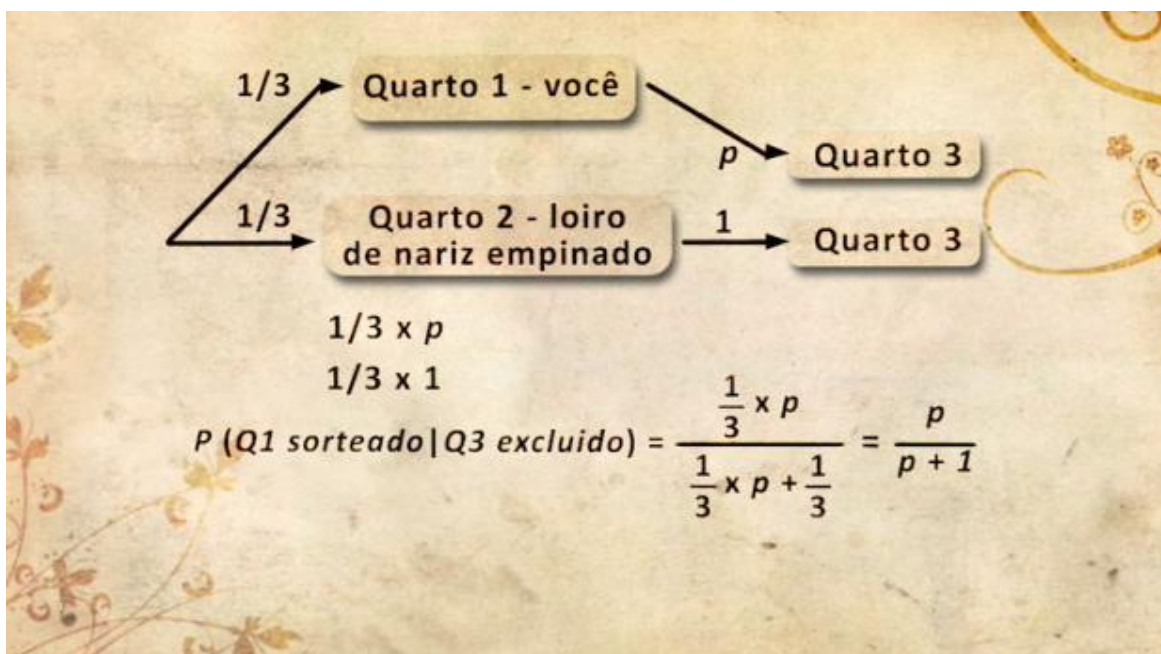 1/3
Quarto 1 - você
p
Quarto 3
1/3
Quarto 2 - loiro
de nariz empinado
1
Quarto 3
1/3 x p
1/3 x 1
P (Q1 sorteado|Q3 excluido) = (1/3 x p) / (1/3 x p + 1/3) = p / (p + 1)